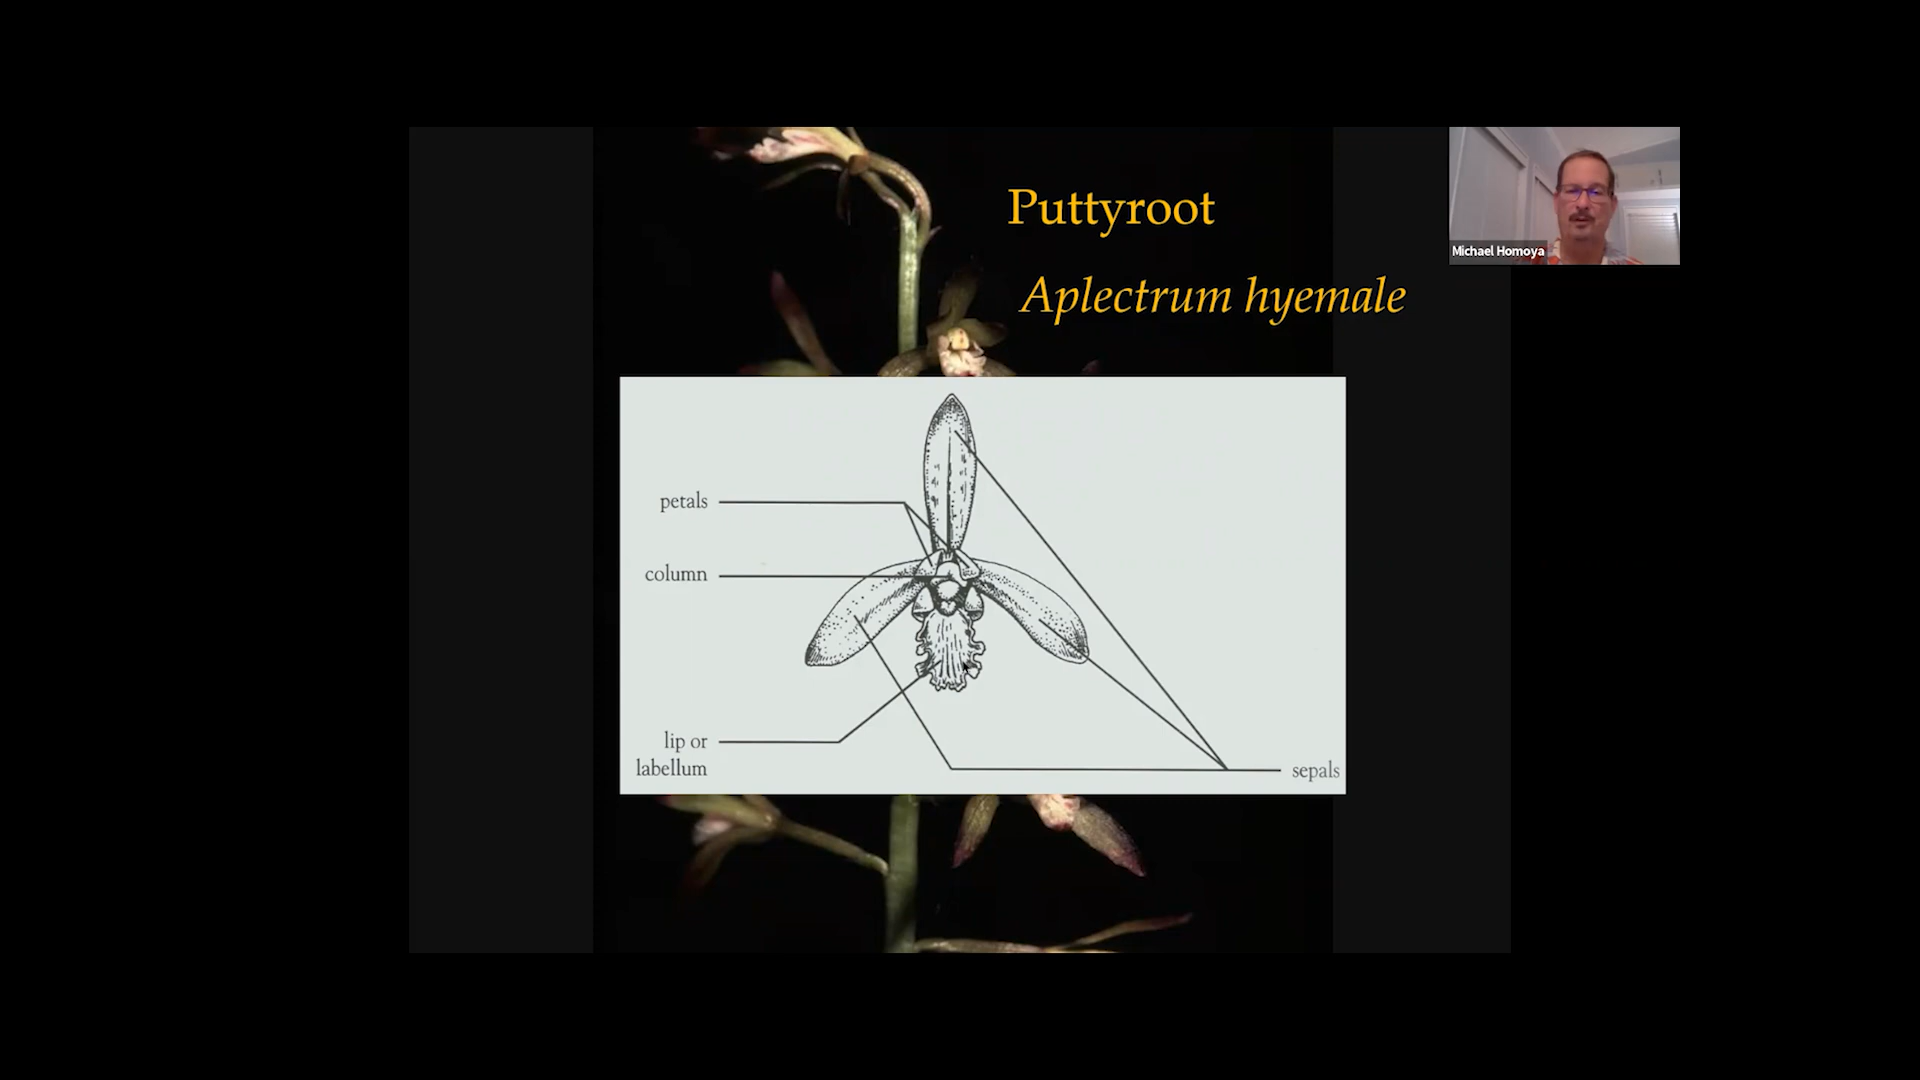 Puttyroot
Aplectrum hyemale
Michael Homoya
petals
column
lip or
labellum
sepals